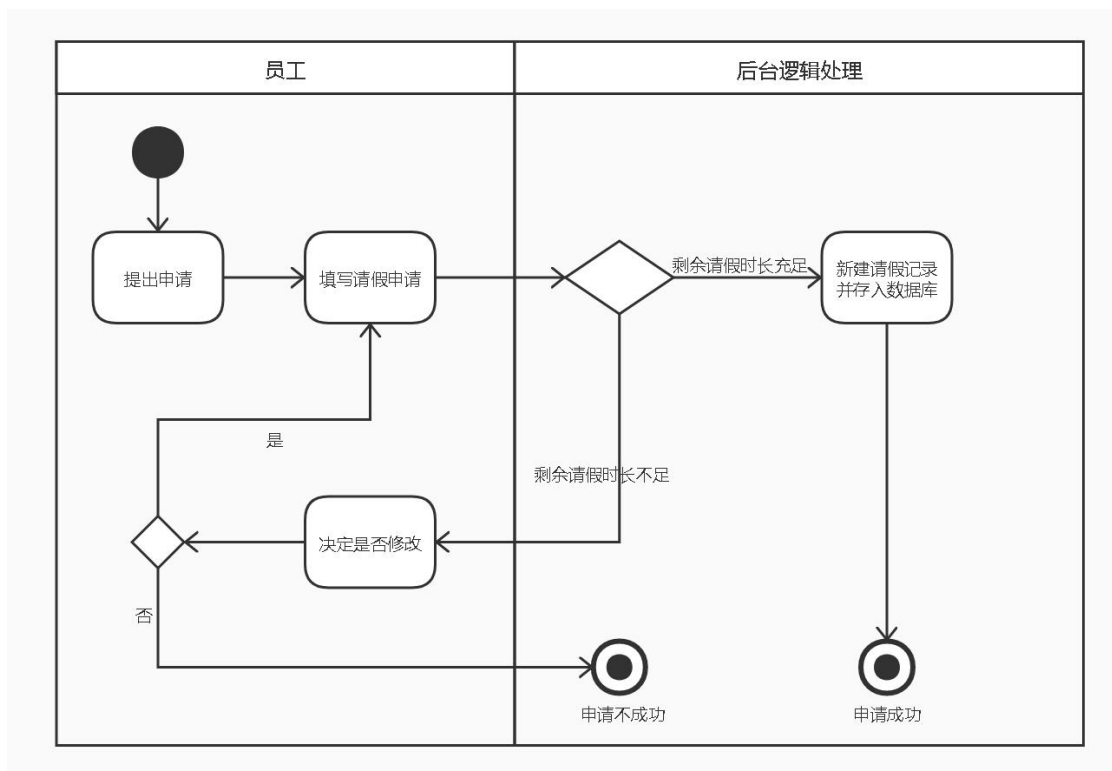 员工
后台逻辑处理
提出申请
填写请假申请
剩余请假时长充足
新建请假记录
并存入数据库
是
剩余请假时长不足
决定是否修改
否
申请不成功
申请成功